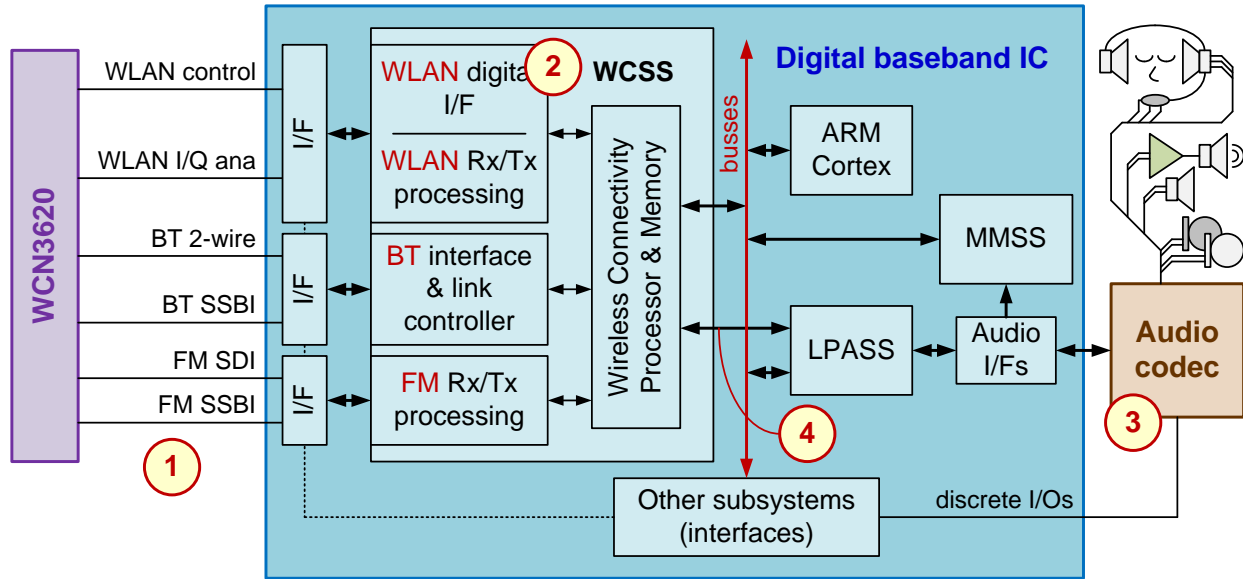 WCN3620
WLAN control
WLAN I/Q ana
BT 2-wire
BT SSBI
FM SDI
FM SSBI
1
I/F
I/F
I/F
WLAN digital
I/F
WLAN Rx/Tx
processing
2
WCSS
BT interface
& link
controller
FM Rx/Tx
processing
Wireless Connectivity
Processor & Memory
busses
Digital baseband IC
ARM
Cortex
MMSS
LPASS
Audio
I/Fs
4
Other subsystems
(interfaces)
discrete I/Os
Audio
codec
3